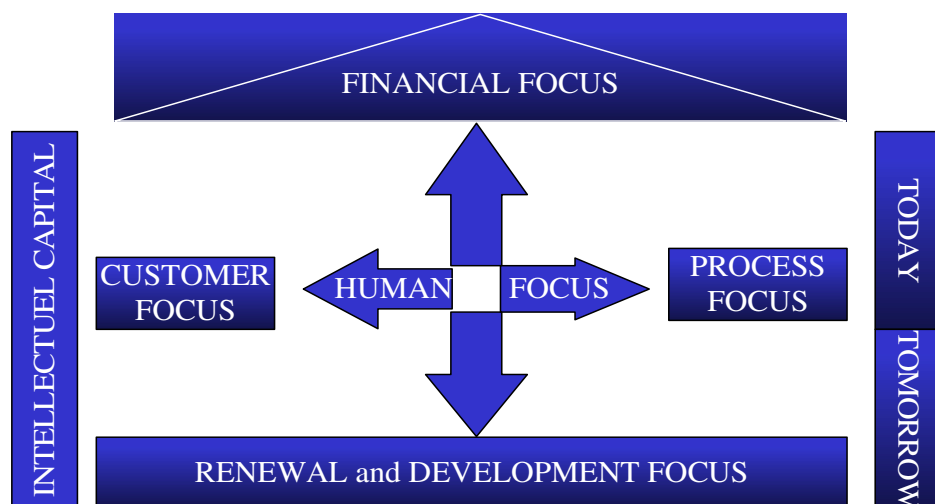 FINANCIAL FOCUS
INTELLECTUEL CAPITAL
CUSTOMER
FOCUS
HUMAN FOCUS
PROCESS
FOCUS
TODAY
TOMORROW
RENEWAL and DEVELOPMENT FOCUS